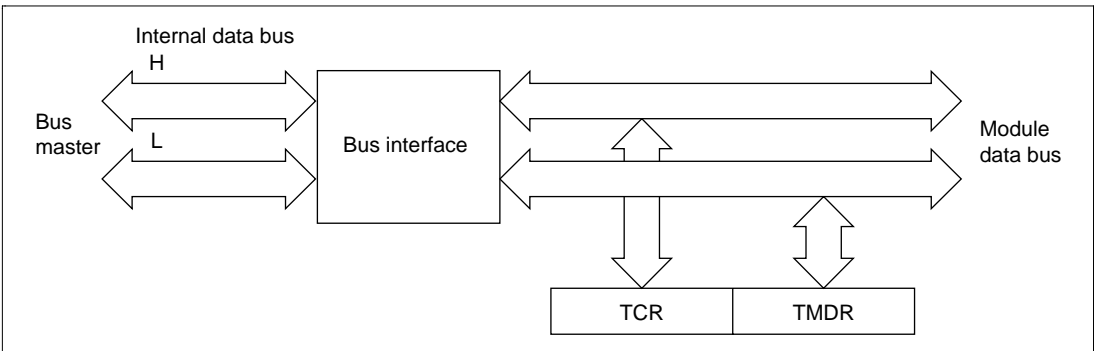 Internal data bus
H
Bus
master
L
Bus interface
Module
data bus
TCR
TMDR